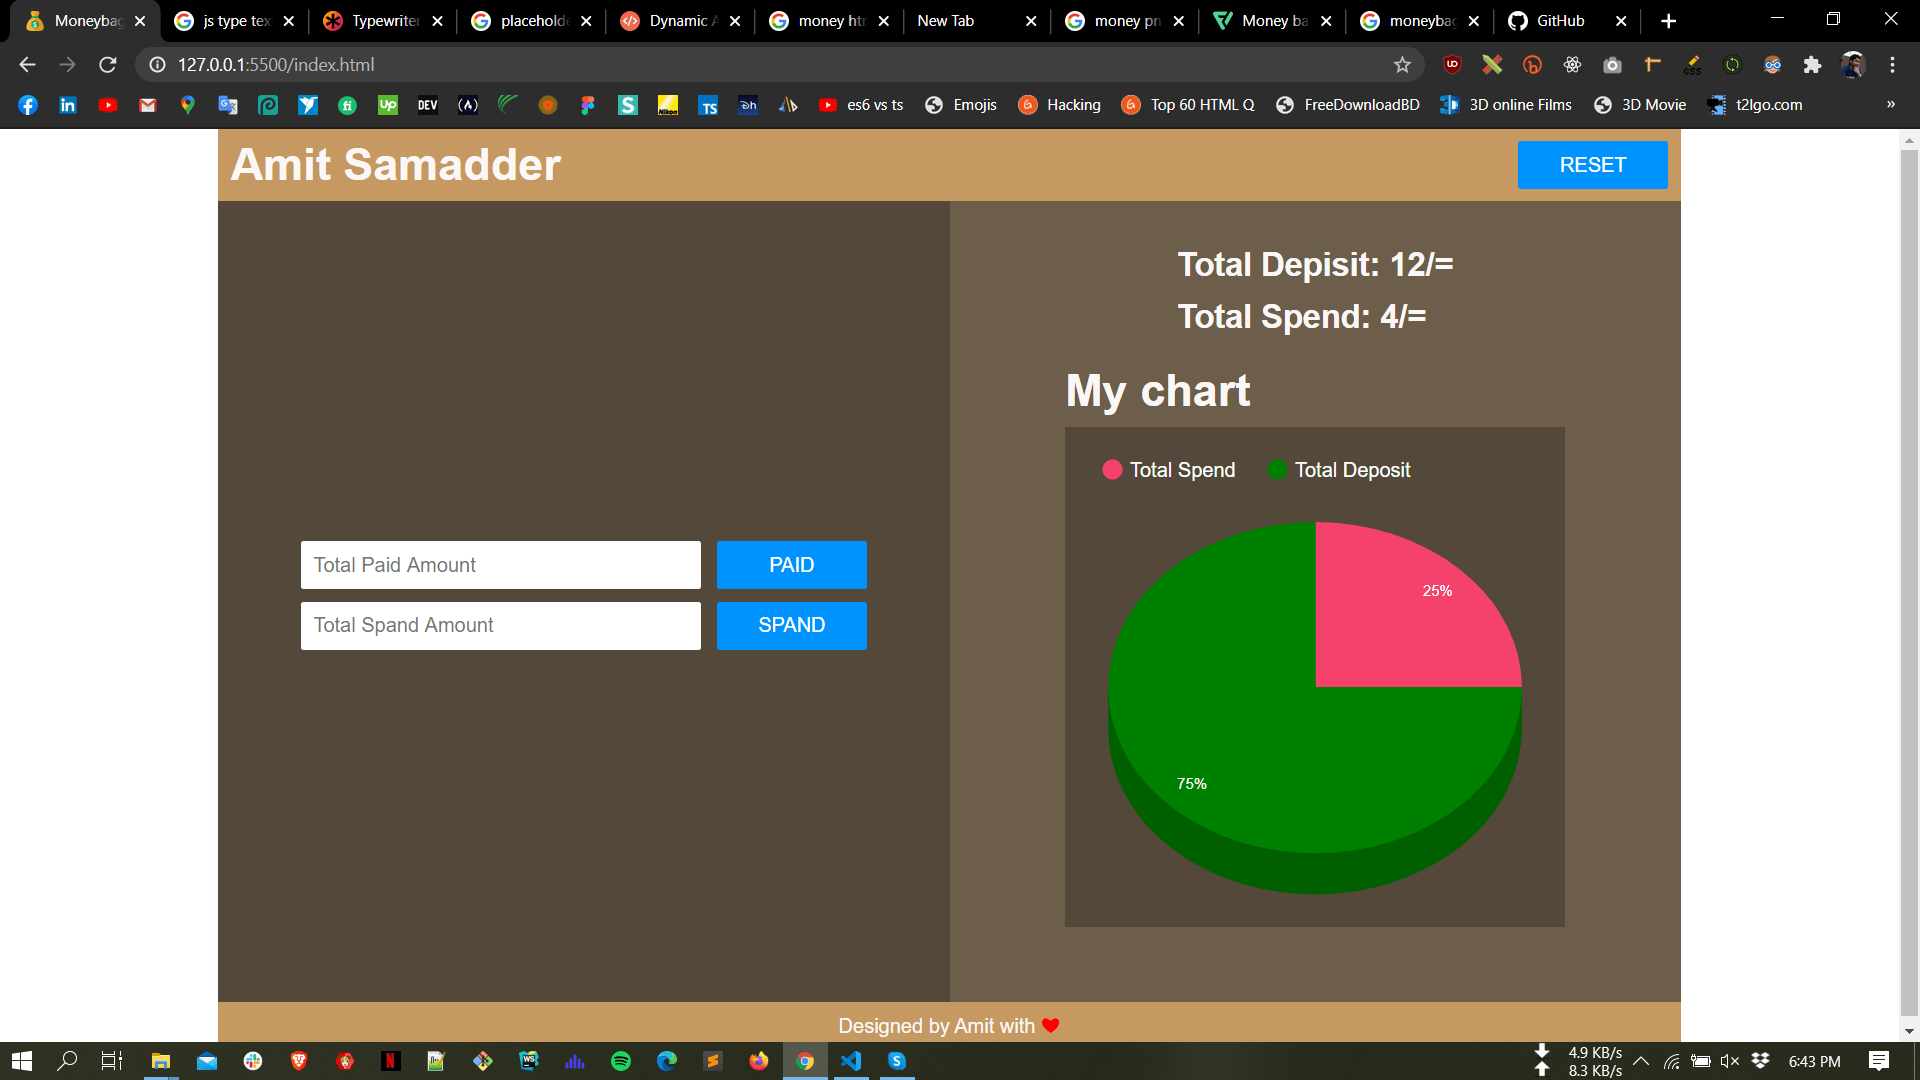 Moneybag
js type tex
Typewriter
placeholde
Dynamic A
money htm
New Tab
money pn
Money ba
moneybag
GitHub
127.0.0.1:5500/index.html
es6 vs ts
Emojis
Hacking
Top 60 HTML Q
FreeDownloadBD
3D online Films
3D Movie
t2lgo.com
»
Amit Samadder
RESET
Total Depisit: 12/=
Total Spend: 4/=
My chart
Total Spend
Total Deposit
25%
75%
Total Paid Amount
PAID
Total Spand Amount
SPAND
Designed by Amit with ❤
4.9 KB/s
8.3 KB/s
6:43 PM